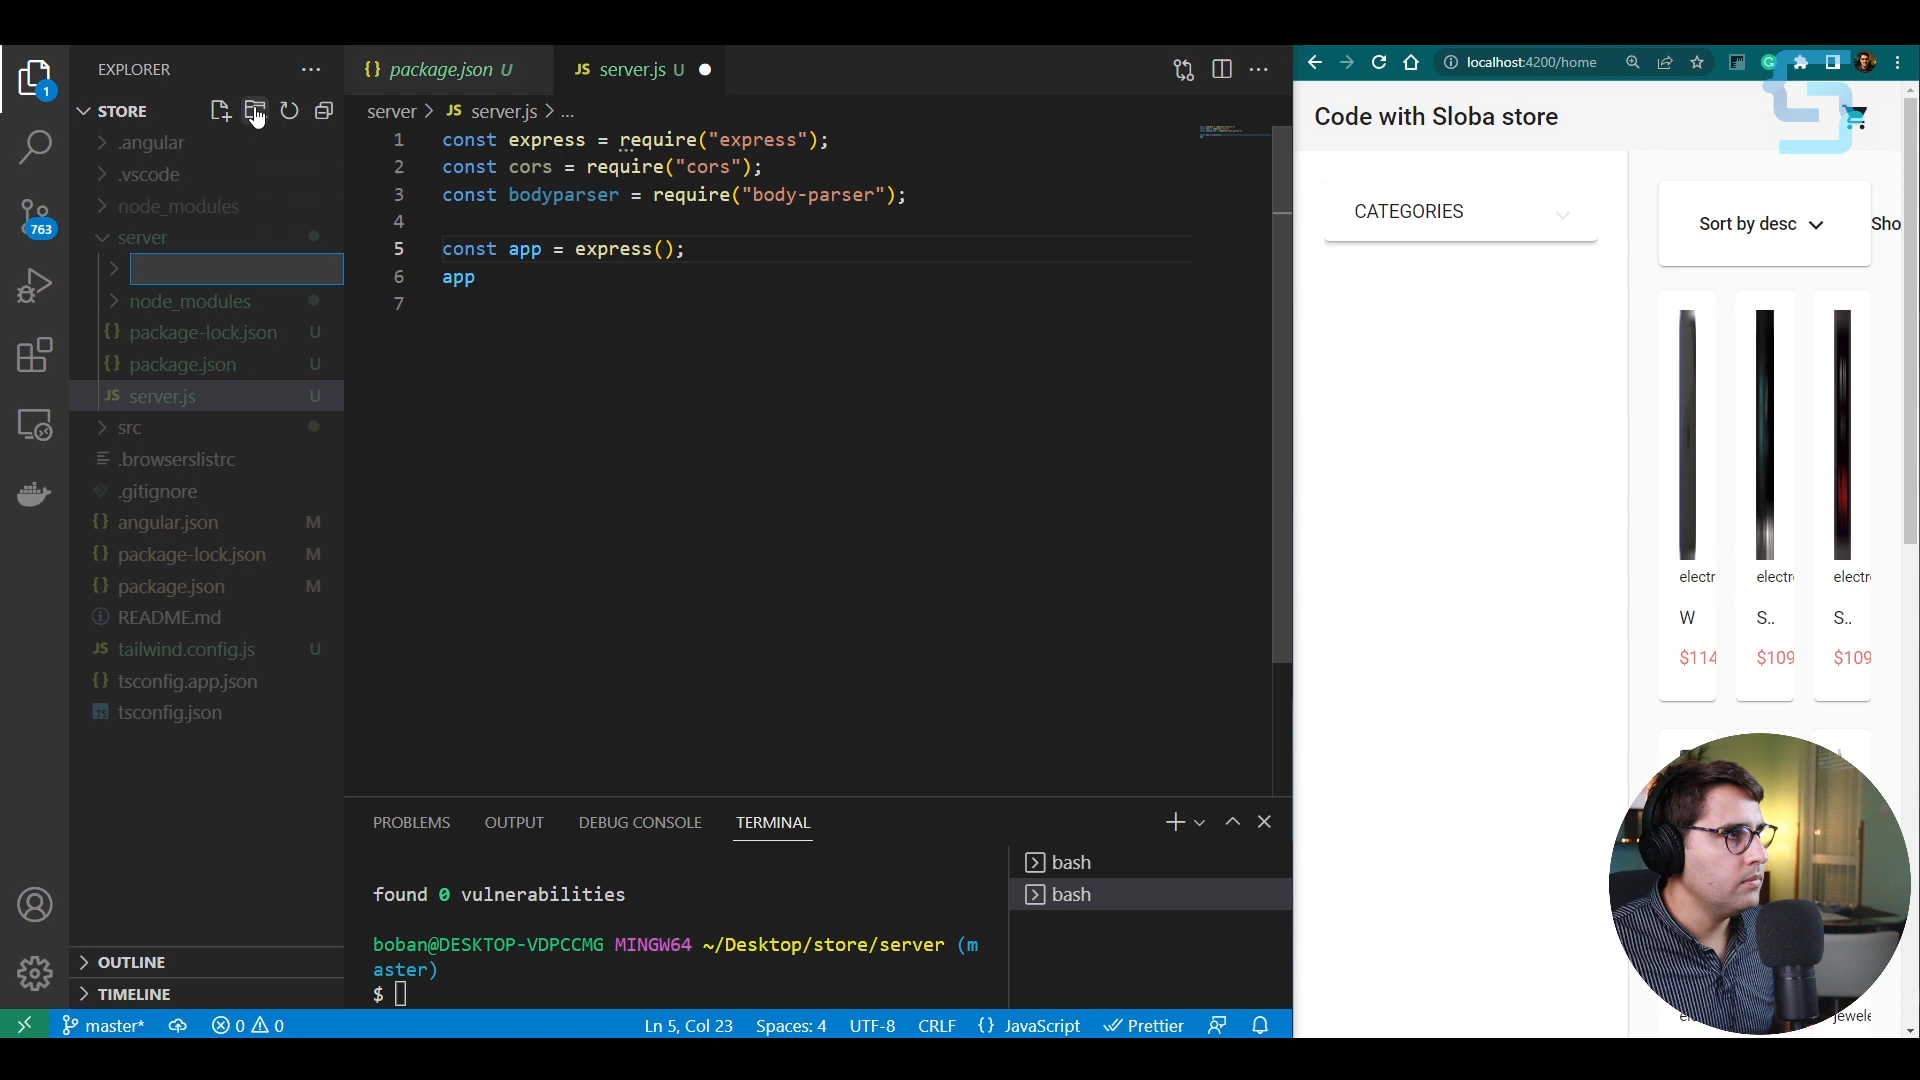 EXPLORER
STORE
.angular
.vscode
node_modules
server
node_modules
package-lock.json U
package.json U
server.js U
src
.browserslistrc
.gitignore
angular.json M
package-lock.json M
package.json M
README.md
tailwind.config.js U
tsconfig.app.json
tsconfig.json
OUTLINE
TIMELINE
1
763
package.json U
JS server.js U
server > JS server.js > ...
1 const express = require("express");
2 const cors = require("cors");
3 const bodyparser = require("body-parser");
4
5 const app = express();
6 app
7
PROBLEMS OUTPUT DEBUG CONSOLE TERMINAL
found 0 vulnerabilities
boban@DESKTOP-VDPCCMG MINGW64 ~/Desktop/store/server (m
aster)
$
bash
bash
master* 0 0 Ln 5, Col 23 Spaces: 4 UTF-8 CRLF {} JavaScript Prettier
localhost:4200/home
Code with Sloba store
CATEGORIES
Sort by desc Sho
electr electr electr
W S.. S..
$114 $109 $109
jewele